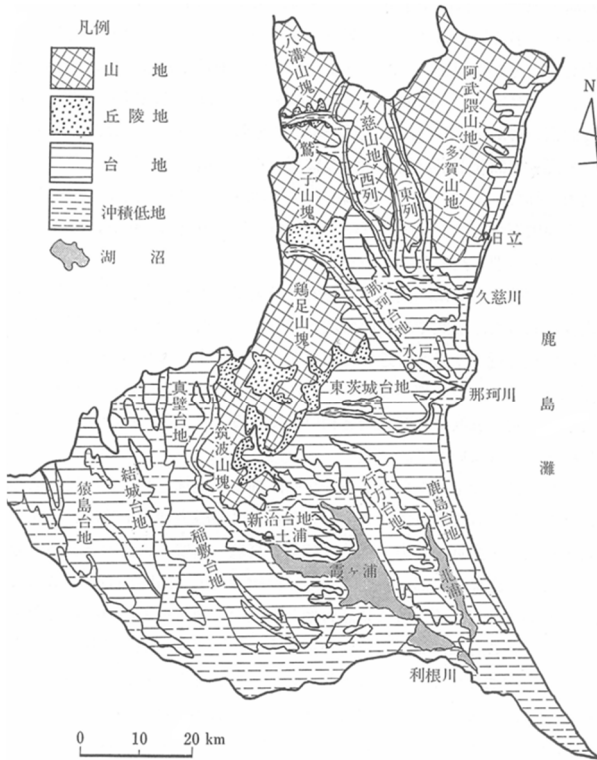 凡例
山地
丘陵地
台地
沖積低地
湖沼
N
八溝山塊
久慈山地
西列
東列
阿武隈山地
(多賀山地)
鷲ノ子山塊
日立
久慈川
鶏足山塊
那珂台地
水戸
鹿島灘
那珂川
東茨城台地
真壁台地
筑波山塊
結城台地
猿島台地
稲敷台地
新治台地
土浦
霞ヶ浦
行方台地
鹿島台地
北浦
利根川
0 10 20 km